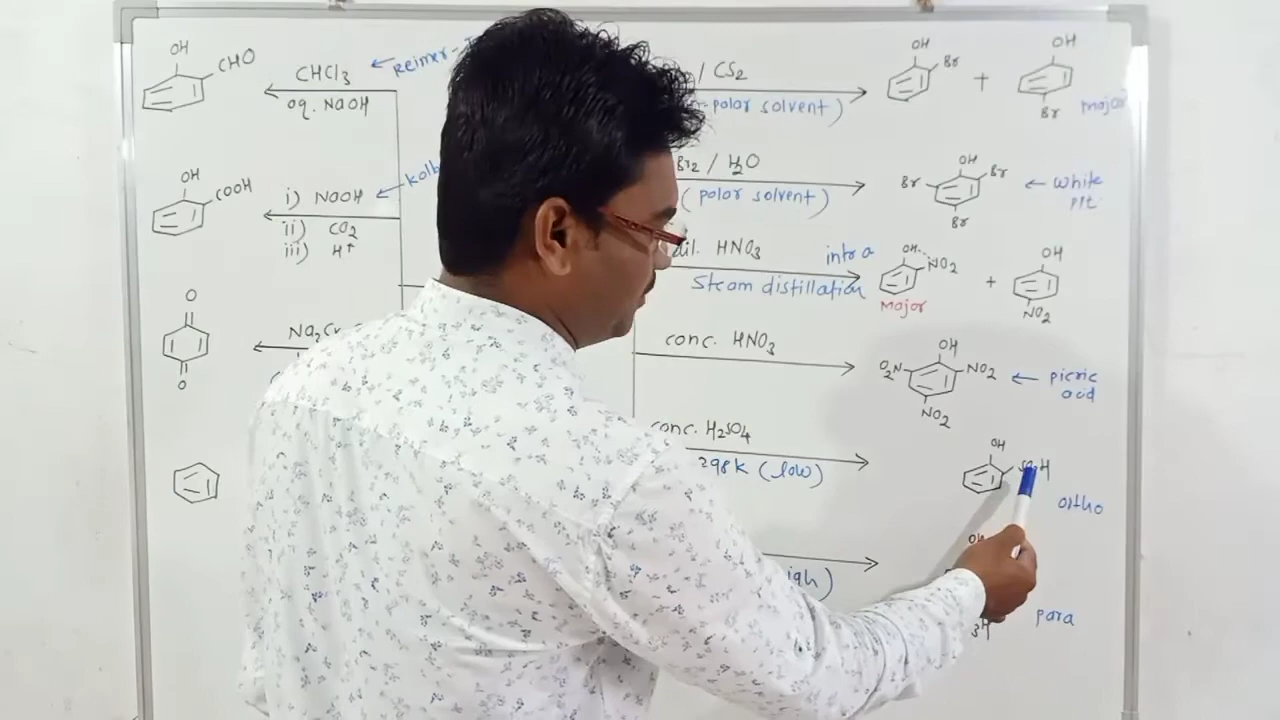 OH
CHO
CHCl3
aq. NaOH
← Reimer-
/ CS2
polar solvent)
OH
Br
+
OH
Br
major
OH
COOH
i) NaOH
ii) CO2
iii) H+
← Kolb
Br2 / H2O
( polar solvent)
OH
Br
Br
Br
← White
PPt
dil. HNO3
intra
Steam distillation
OH
NO2
Major
+
OH
NO2
O
O
Na2Cr
conc. HNO3
OH
O2N
NO2
NO2
← picric
acid
conc. H2SO4
298K (low)
OH
ortho
OH
para